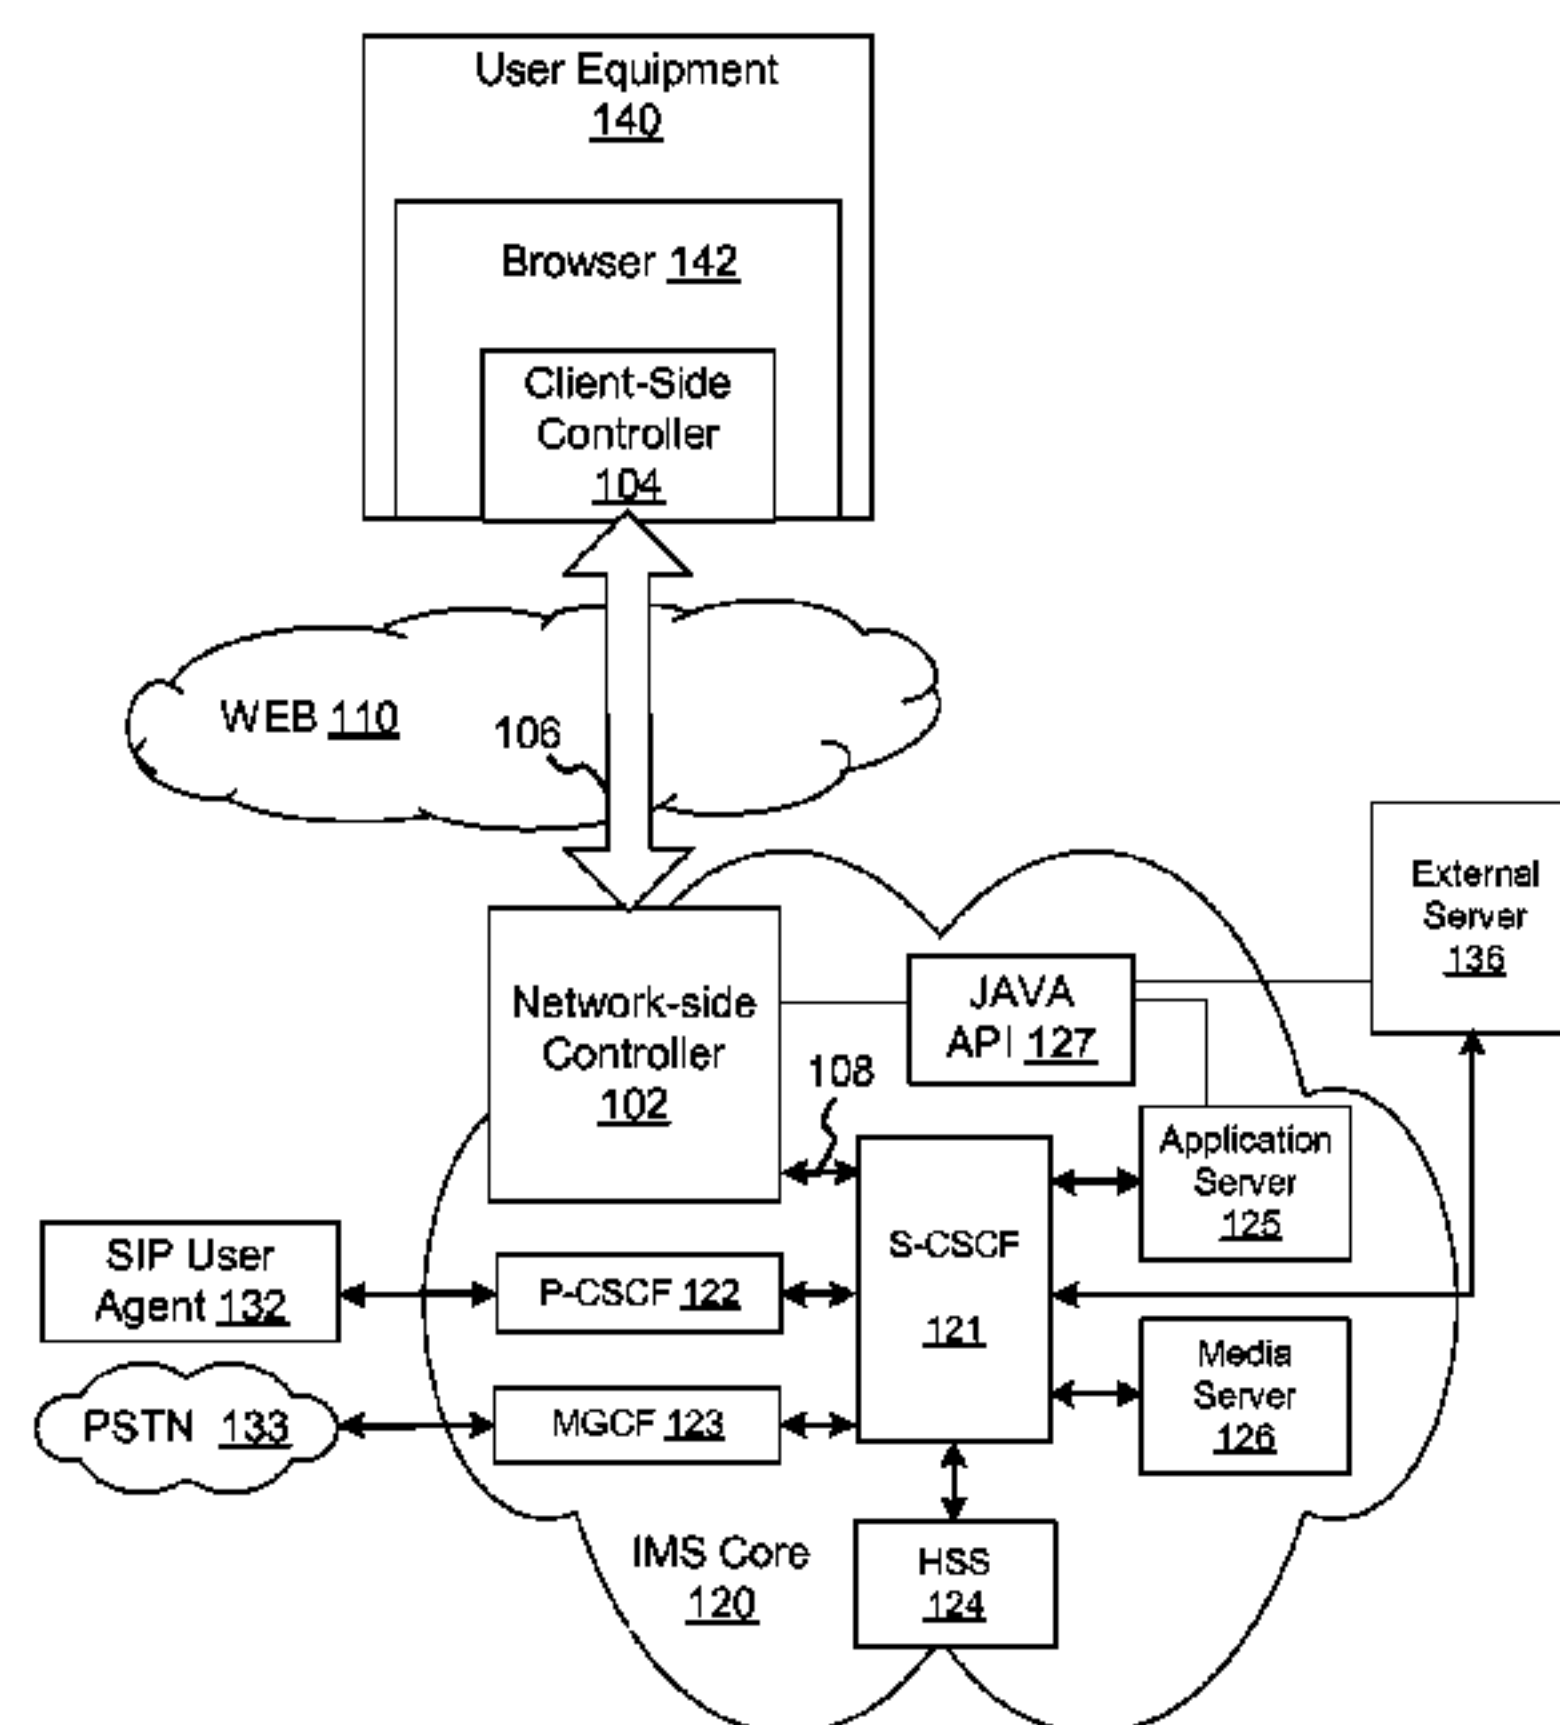 User Equipment
140
Browser 142
Client-Side
Controller
104
WEB 110
106
External
Server
136
Network-side
Controller
102
JAVA
API 127
108
Application
Server
125
S-CSCF
121
SIP User
Agent 132
P-CSCF 122
Media
Server
126
PSTN 133
MGCF 123
IMS Core
120
HSS
124